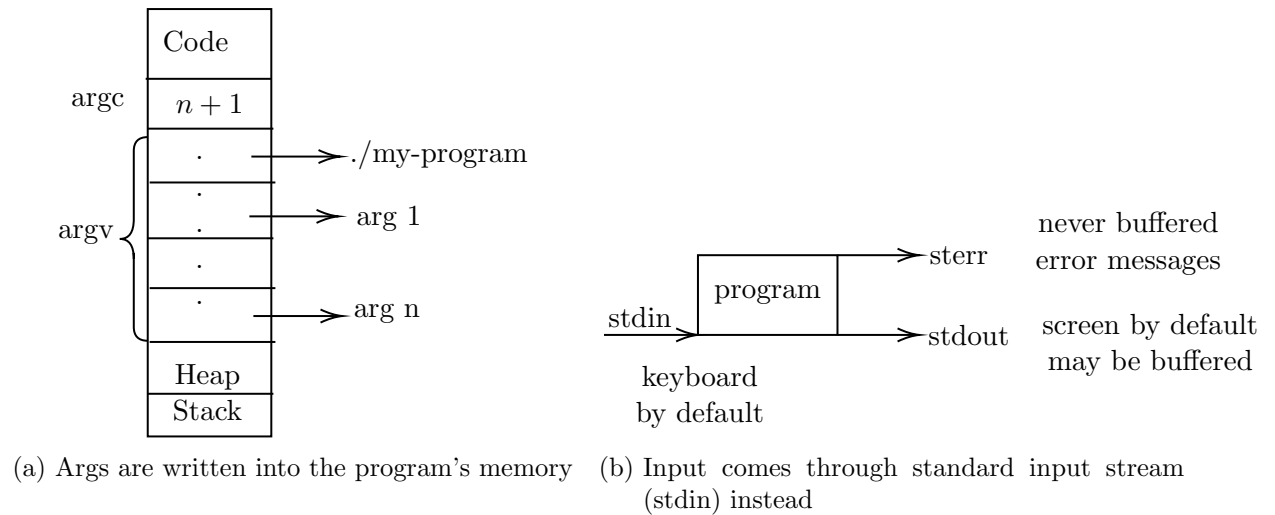 Code
argc
n + 1
./my-program
argv
arg 1
arg n
Heap
Stack
(a) Args are written into the program's memory
never buffered
error messages
sterr
program
stdin
stdout
screen by default
may be buffered
keyboard
by default
(b) Input comes through standard input stream
(stdin) instead